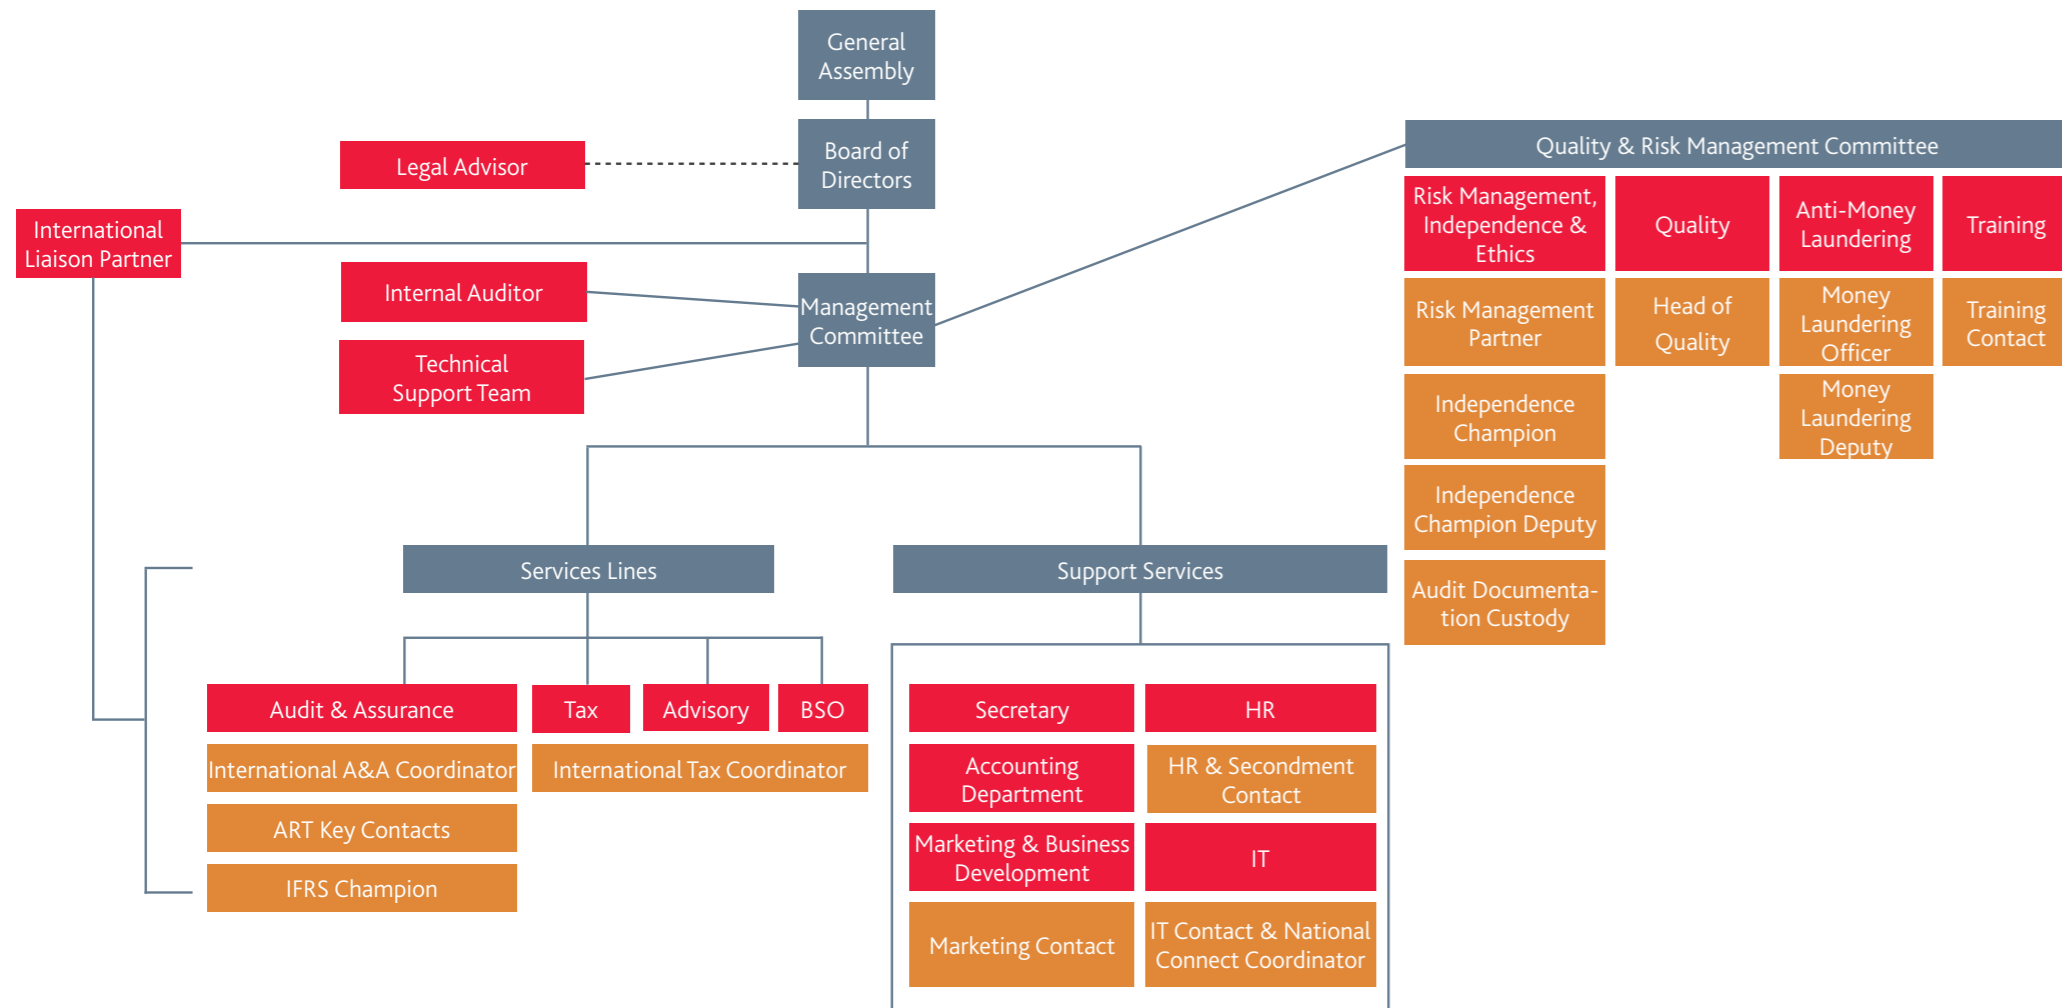 General
Assembly
Board of
Directors
Legal Advisor
International
Liaison Partner
Internal Auditor
Management
Committee
Technical
Support Team
Quality & Risk Management Committee
Risk Management,
Independence &
Ethics
Quality
Anti-Money
Laundering
Training
Risk Management
Partner
Head of
Quality
Money
Laundering
Officer
Training
Contact
Independence
Champion
Money
Laundering
Deputy
Independence
Champion Deputy
Audit Documenta-
tion Custody
Services Lines
Support Services
Audit & Assurance
Tax
Advisory
BSO
International A&A Coordinator
International Tax Coordinator
ART Key Contacts
IFRS Champion
Secretary
HR
Accounting
Department
HR & Secondment
Contact
Marketing & Business
Development
IT
Marketing Contact
IT Contact & National
Connect Coordinator